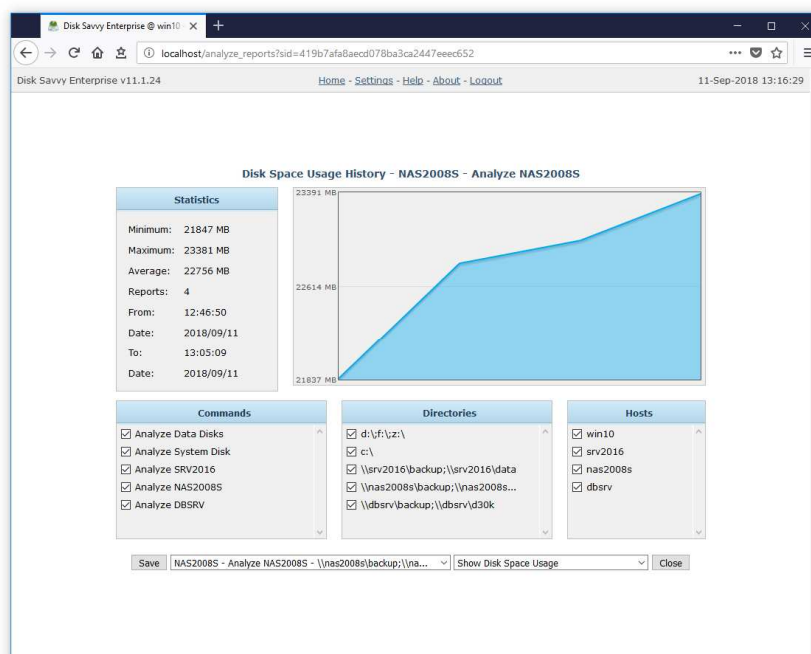 Disk Savvy Enterprise @ win10
localhost/analyze_reports?sid=419b7afa8aecd078ba3ca2447eeec652
Disk Savvy Enterprise v11.1.24
Home - Settings - Help - About - Logout
11-Sep-2018 13:16:29
Disk Space Usage History - NAS2008S - Analyze NAS2008S
Statistics
Minimum: 21847 MB
Maximum: 23381 MB
Average: 22756 MB
Reports: 4
From: 12:46:50
Date: 2018/09/11
To: 13:05:09
Date: 2018/09/11
23391 MB
22614 MB
21837 MB
Commands
Analyze Data Disks
Analyze System Disk
Analyze SRV2016
Analyze NAS2008S
Analyze DBSRV
Directories
d:\;f:\;z:\
c:\
\\srv2016\backup;\\srv2016\data
\\nas2008s\backup;\\nas2008s...
\\dbsrv\backup;\\dbsrv\d30k
Hosts
win10
srv2016
nas2008s
dbsrv
Save
NAS2008S - Analyze NAS2008S - \\nas2008s\backup;\\na...
Show Disk Space Usage
Close